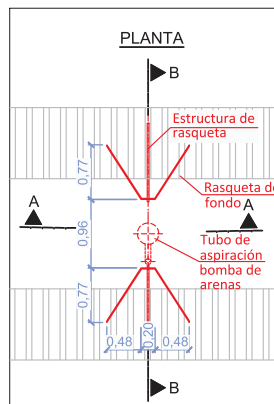 PLANTA
B
Estructura de
rasqueta
0,77
Rasqueta de
fondo
A
A
0,96
Tubo de
aspiración
bomba de
arenas
0,77
0,48
0,20
0,48
B